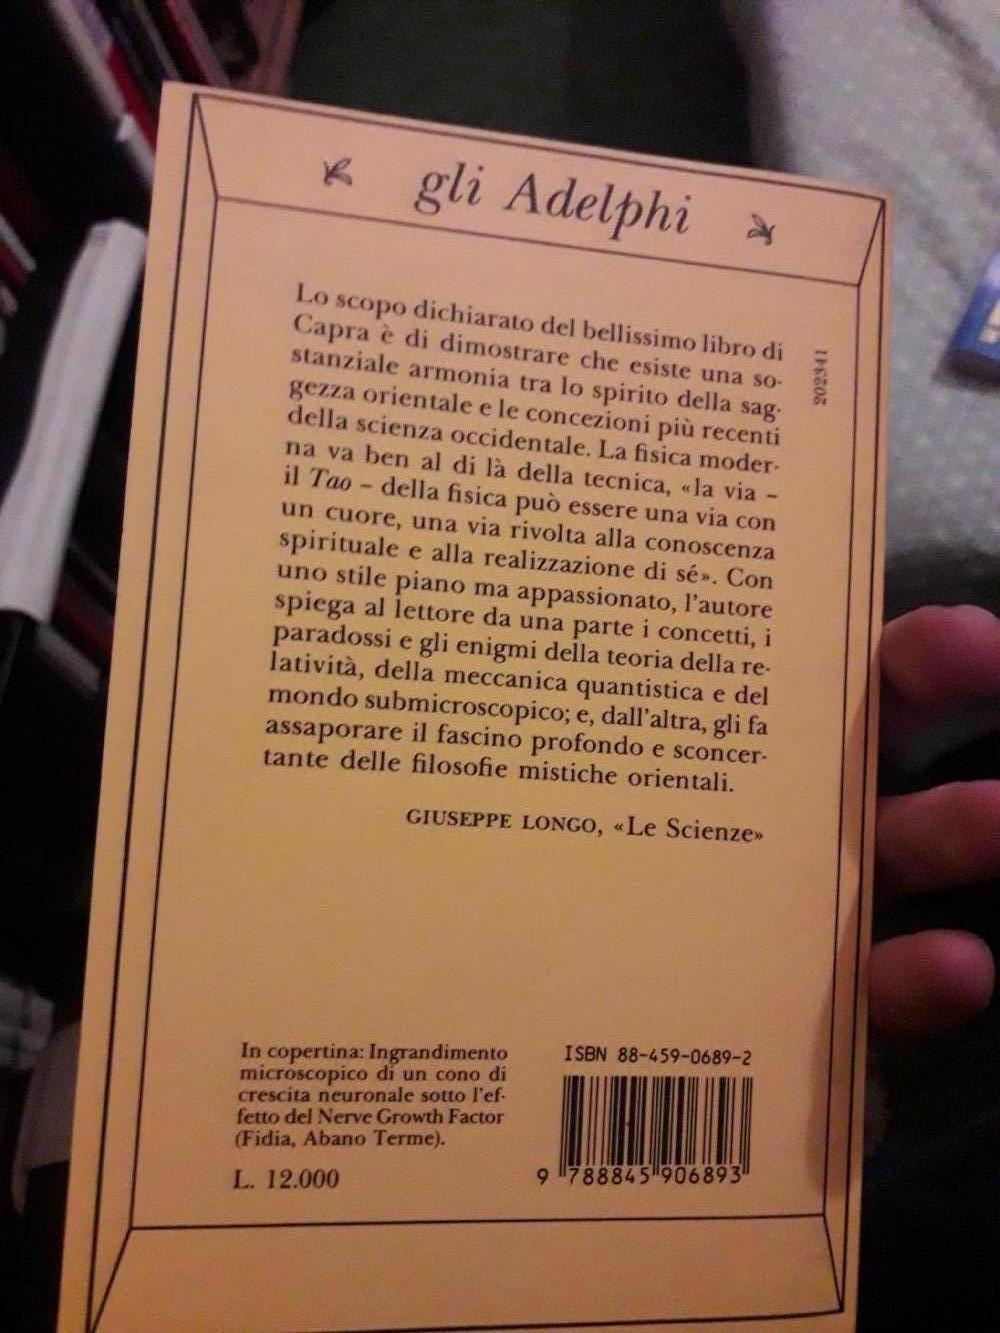 gli Adelphi
Lo scopo dichiarato del bellissimo libro di
Capra è di dimostrare che esiste una so-
stanziale armonia tra lo spirito della sag-
gezza orientale e le concezioni più recenti
della scienza occidentale. La fisica moder-
na va ben al di là della tecnica, «la via –
il Tao – della fisica può essere una via con
un cuore, una via rivolta alla conoscenza
spirituale e alla realizzazione di sé». Con
uno stile piano ma appassionato, l'autore
spiega al lettore da una parte i concetti, i
paradossi e gli enigmi della teoria della re-
latività, della meccanica quantistica e del
mondo submicroscopico; e, dall'altra, gli fa
assaporare il fascino profondo e sconcer-
tante delle filosofie mistiche orientali.
GIUSEPPE LONGO, «Le Scienze»
202341
In copertina: Ingrandimento
microscopico di un cono di
crescita neuronale sotto l'ef-
fetto del Nerve Growth Factor
(Fidia, Abano Terme).
L. 12.000
ISBN 88-459-0689-2
9 788845 906893